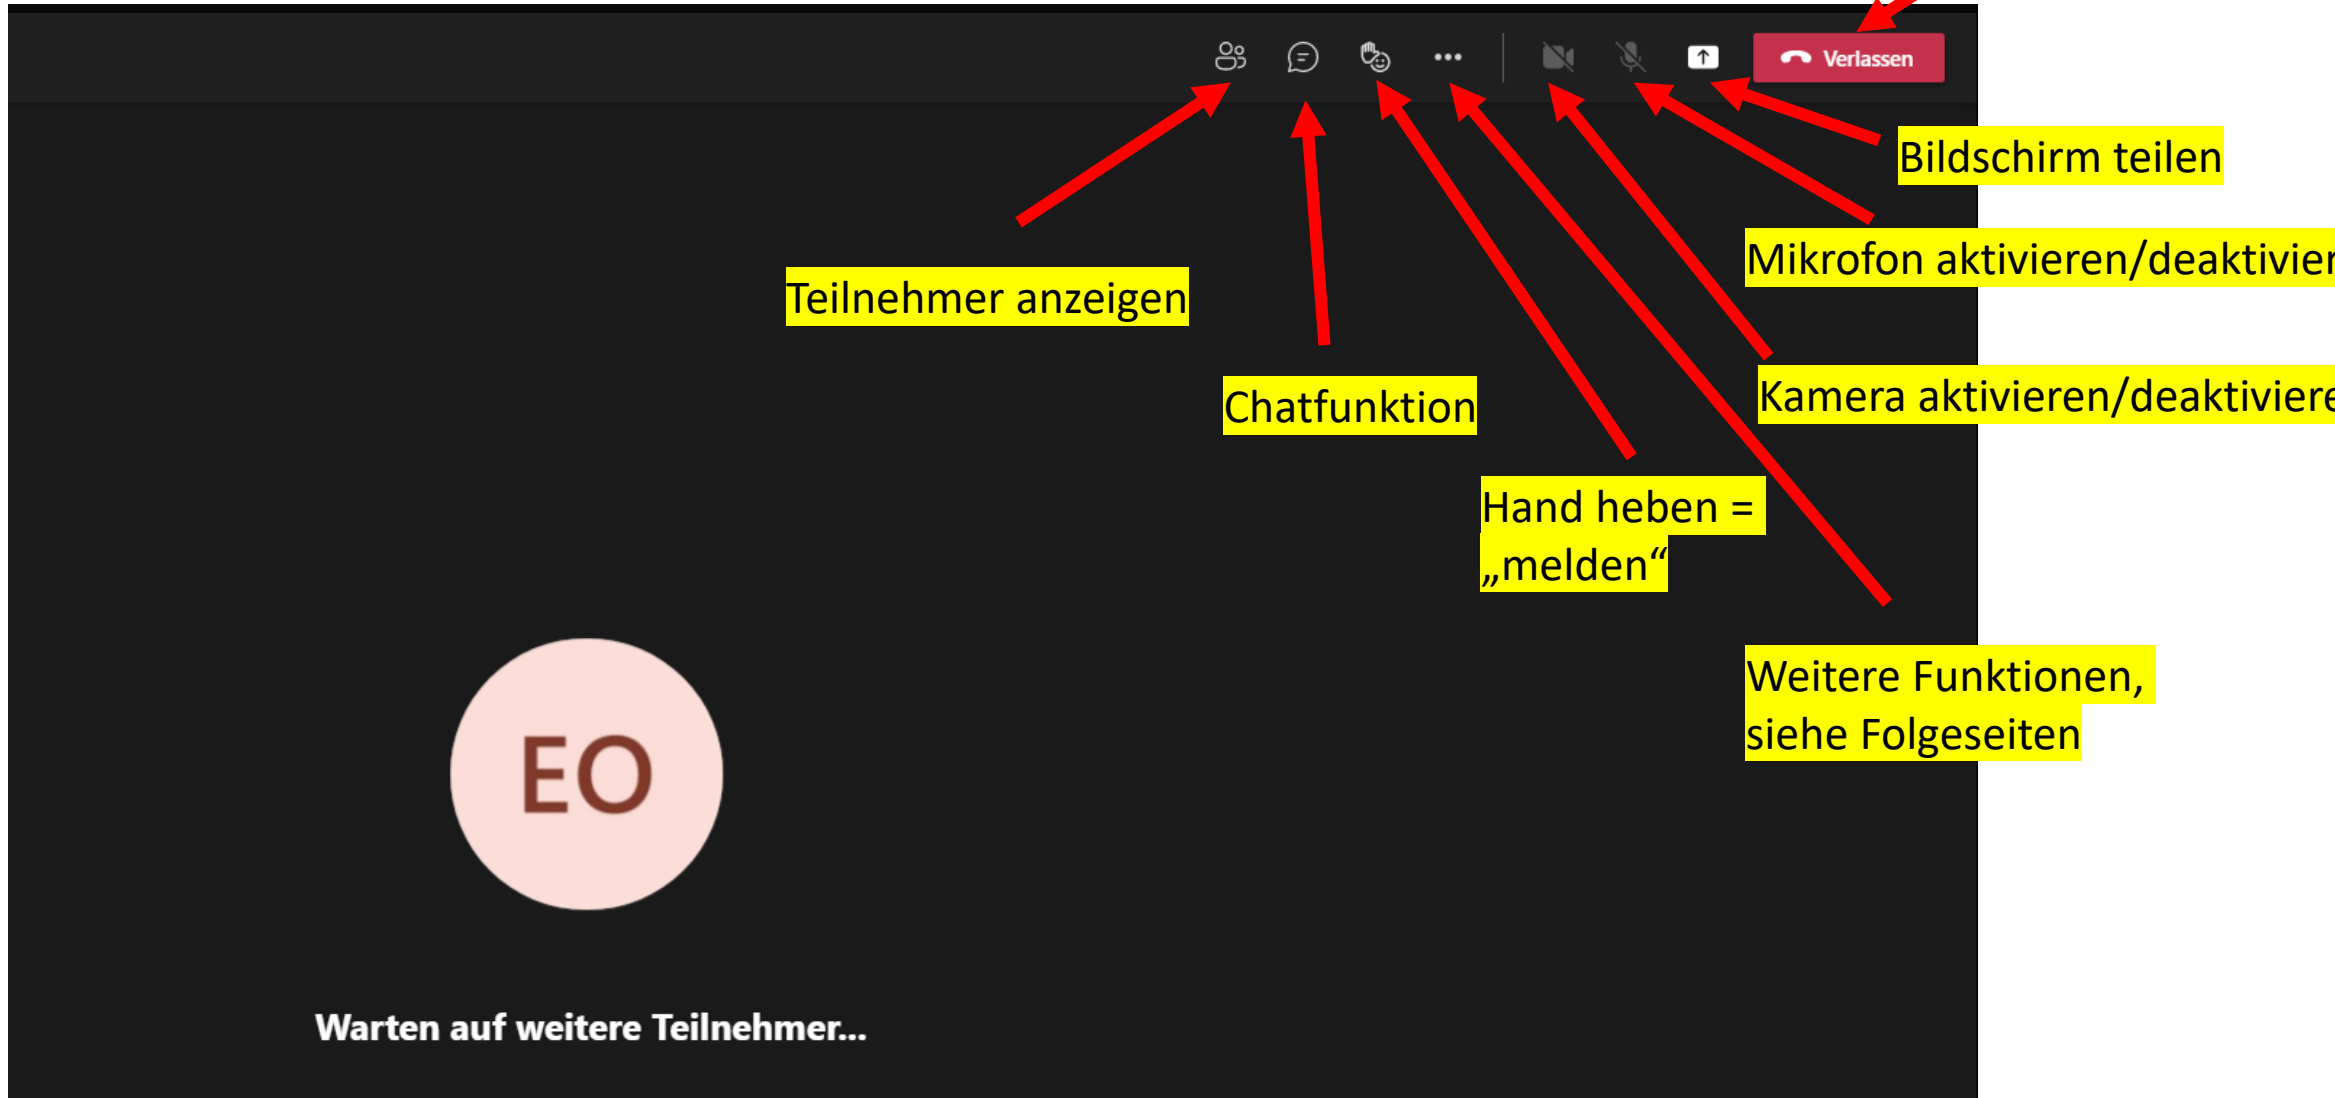 Verlassen
Bildschirm teilen
Mikrofon aktivieren/deaktivier
Teilnehmer anzeigen
Kamera aktivieren/deaktiviere
Chatfunktion
Hand heben =
„melden“
Weitere Funktionen,
siehe Folgeseiten
EO
Warten auf weitere Teilnehmer...